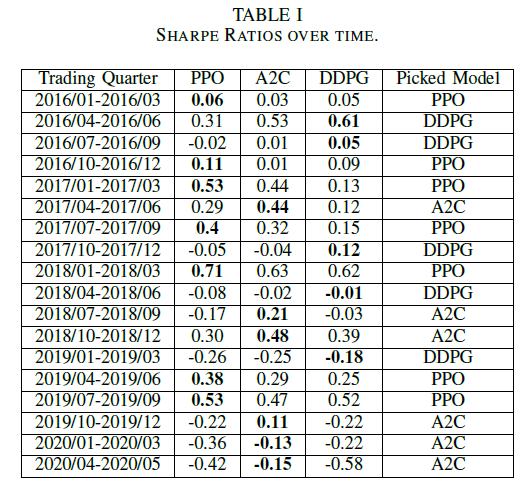 TABLE I
SHARPE RATIOS OVER TIME.
Trading Quarter PPO A2C DDPG Picked Model
2016/01-2016/03 0.06 0.03 0.05 PPO
2016/04-2016/06 0.31 0.53 0.61 DDPG
2016/07-2016/09 -0.02 0.01 0.05 DDPG
2016/10-2016/12 0.11 0.01 0.09 PPO
2017/01-2017/03 0.53 0.44 0.13 PPO
2017/04-2017/06 0.29 0.44 0.12 A2C
2017/07-2017/09 0.4 0.32 0.15 PPO
2017/10-2017/12 -0.05 -0.04 0.12 DDPG
2018/01-2018/03 0.71 0.63 0.62 PPO
2018/04-2018/06 -0.08 -0.02 -0.01 DDPG
2018/07-2018/09 -0.17 0.21 -0.03 A2C
2018/10-2018/12 0.30 0.48 0.39 A2C
2019/01-2019/03 -0.26 -0.25 -0.18 DDPG
2019/04-2019/06 0.38 0.29 0.25 PPO
2019/07-2019/09 0.53 0.47 0.52 PPO
2019/10-2019/12 -0.22 0.11 -0.22 A2C
2020/01-2020/03 -0.36 -0.13 -0.22 A2C
2020/04-2020/05 -0.42 -0.15 -0.58 A2C